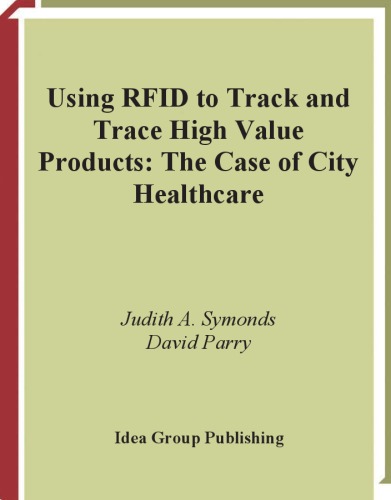 Using RFID to Track and
Trace High Value
Products: The Case of City
Healthcare
Judith A. Symonds
David Parry
Idea Group Publishing